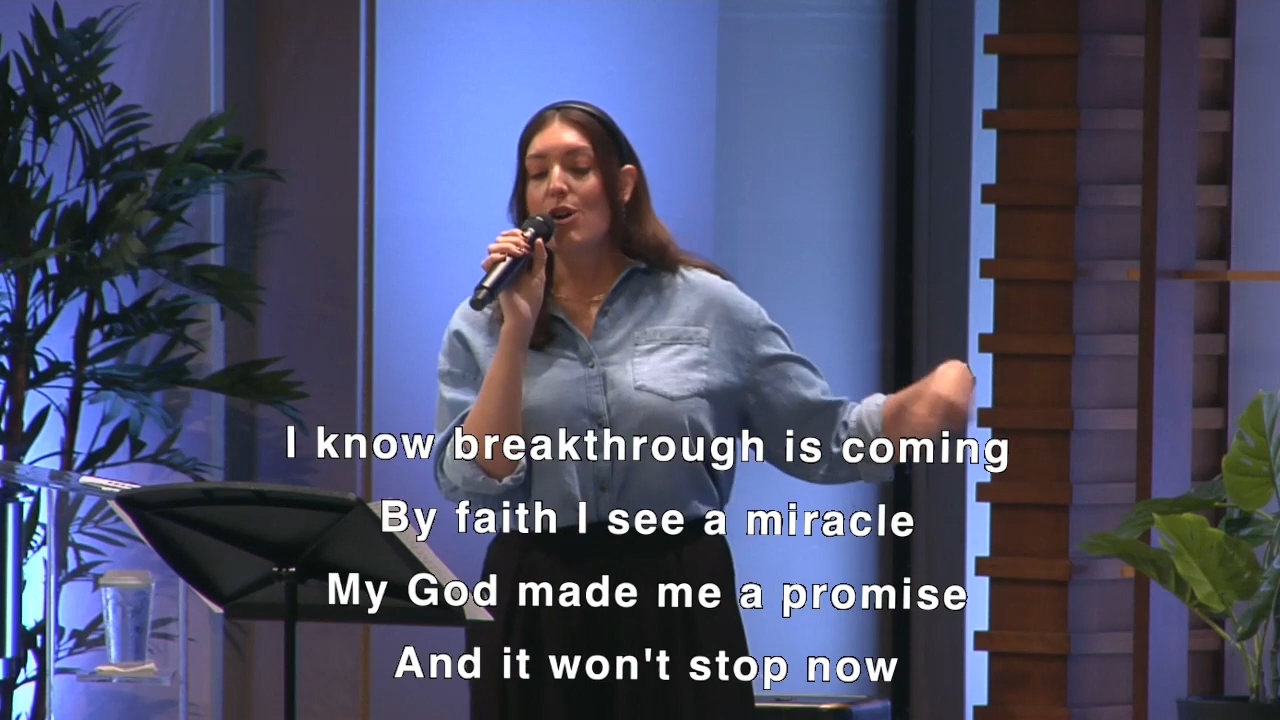 I know breakthrough is coming
By faith I see a miracle
My God made me a promise
And it won't stop now